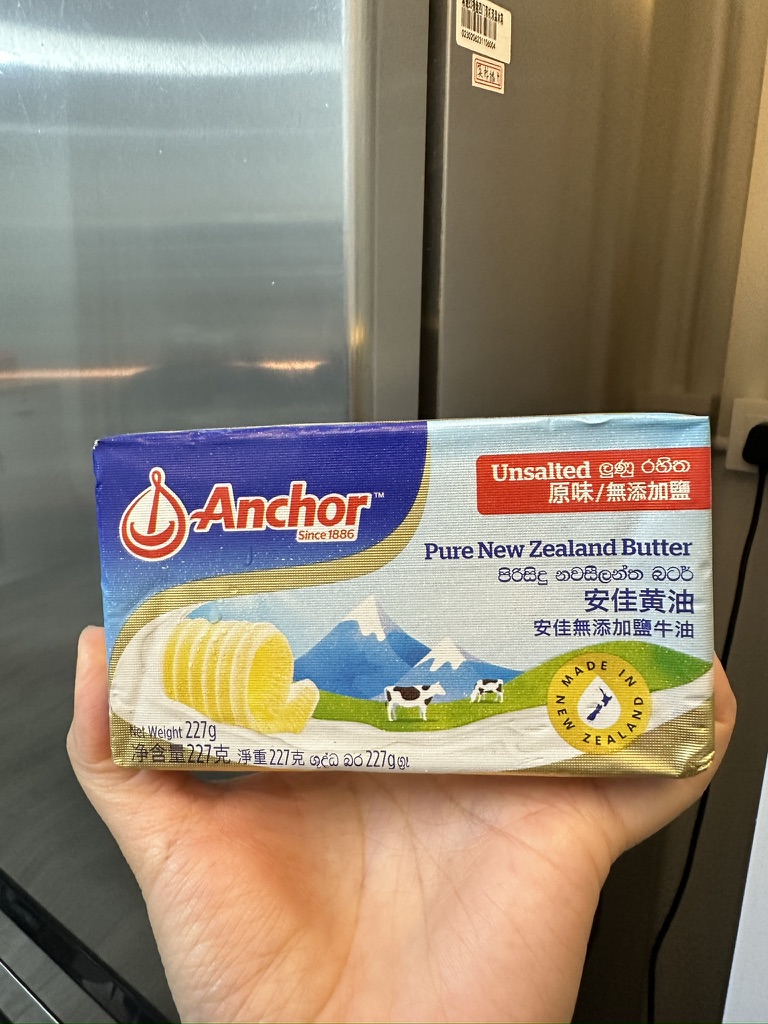 Anchor™
Since 1886
Unsalted ලුණු රහිත
原味/無添加鹽
Pure New Zealand Butter
පිරිසිදු නවසීලන්ත බටර්
安佳黄油
安佳無添加鹽牛油
MADE IN
NEW ZEALAND
Net Weight 227g
净含量227克 淨重227克 ශුද්ධ බර 227g